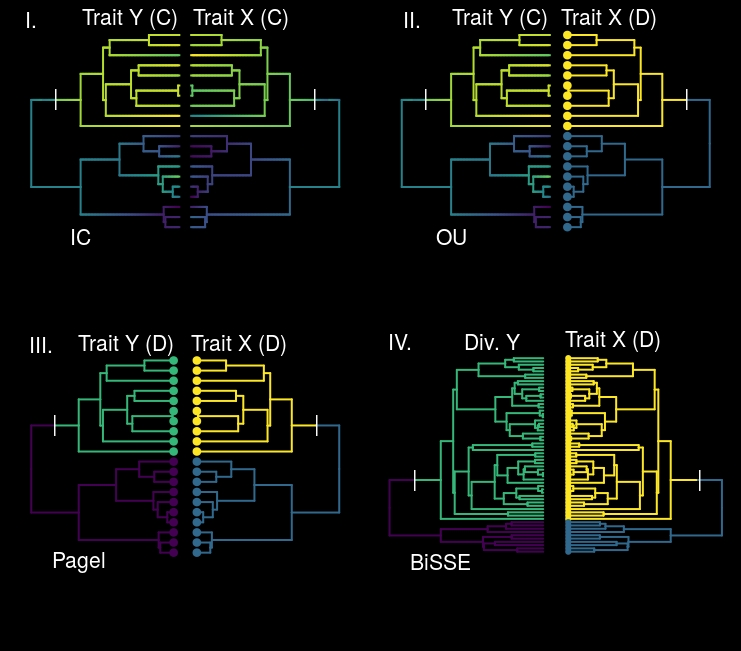 I. Trait Y (C) Trait X (C)
IC
II. Trait Y (C) Trait X (D)
OU
III. Trait Y (D) Trait X (D)
Pagel
IV. Div. Y Trait X (D)
BiSSE